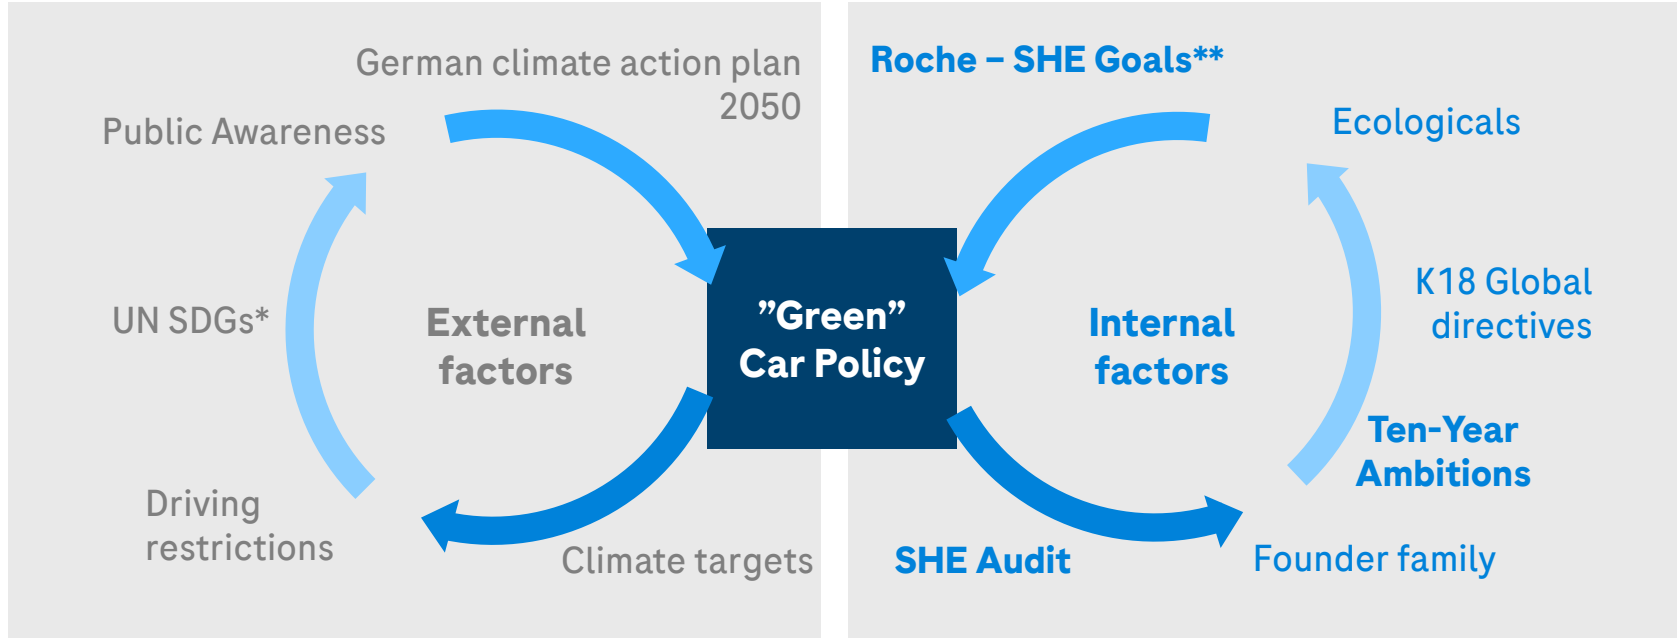 German climate action plan
2050
Public Awareness
UN SDGs*
External
factors
Driving
restrictions
Climate targets
”Green”
Car Policy
Roche – SHE Goals**
Ecologicals
K18 Global
directives
Internal
factors
Ten-Year
Ambitions
SHE Audit
Founder family